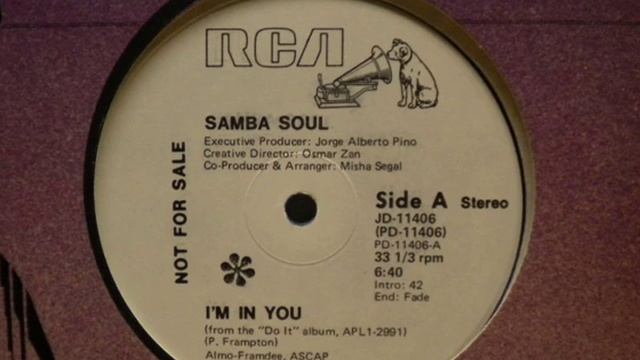 RCA
SAMBA SOUL
Executive Producer: Jorge Alberto Pino
Creative Director: Osmar Zan
Co-Producer & Arranger: Misha Segal
NOT FOR SALE
Side A Stereo
JD-11406
(PD-11406)
PD-11406-A
33 1/3 rpm
6:40
Intro: 42
End: Fade
I'M IN YOU
(from the "Do It" album, APL1-2991)
(P. Frampton)
Almo-Framdee, ASCAP